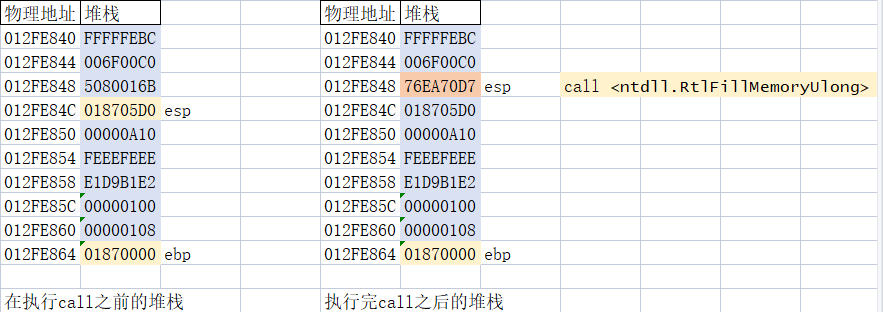 物理地址 堆栈 物理地址 堆栈
012FE840 FFFFFEBC 012FE840 FFFFFEBC
012FE844 006F00C0 012FE844 006F00C0
012FE848 5080016B 012FE848 76EA70D7 esp call <ntdll.RtlFillMemoryUlong>
012FE84C 018705D0 esp 012FE84C 018705D0
012FE850 00000A10 012FE850 00000A10
012FE854 FEEEFEEE 012FE854 FEEEFEEE
012FE858 E1D9B1E2 012FE858 E1D9B1E2
012FE85C 00000100 012FE85C 00000100
012FE860 00000108 012FE860 00000108
012FE864 01870000 ebp 012FE864 01870000 ebp
在执行call之前的堆栈 执行完call之后的堆栈